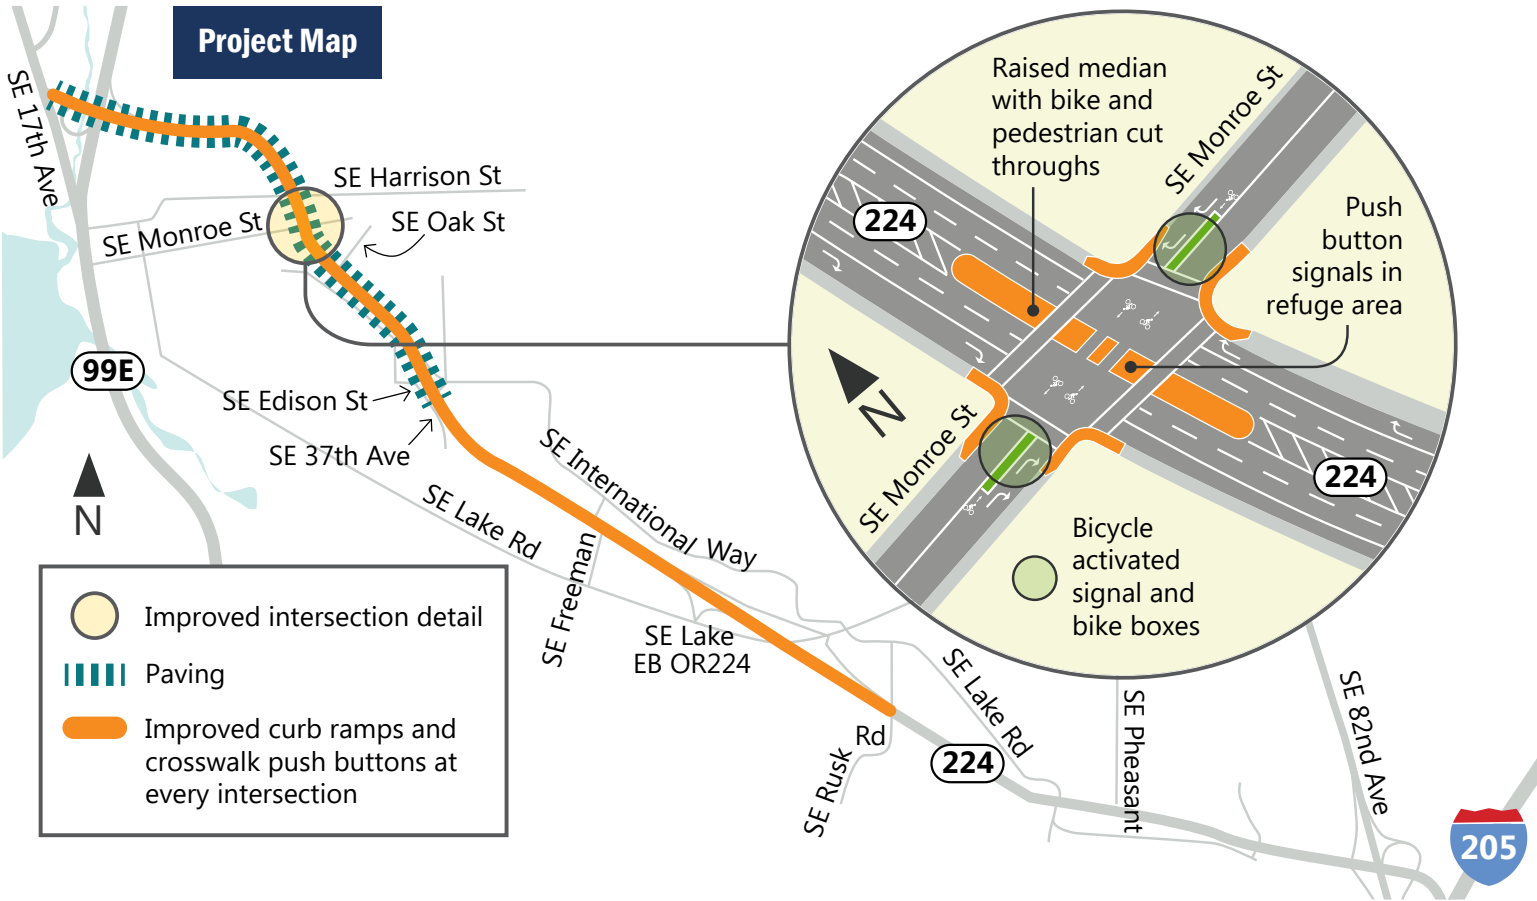 Project Map
SE 17th Ave
SE Harrison St
SE Monroe St
SE Oak St
99E
SE Edison St
SE 37th Ave
N
SE International Way
SE Lake Rd
SE Freeman
SE Lake
EB OR224
SE Rusk Rd
224
SE Lake Rd
SE Pheasant
SE 82nd Ave
205
Raised median
with bike and
pedestrian cut
throughs
SE Monroe St
224
Push
button
signals in
refuge area
N
SE Monroe St
224
Bicycle
activated
signal and
bike boxes
Improved intersection detail
Paving
Improved curb ramps and
crosswalk push buttons at
every intersection